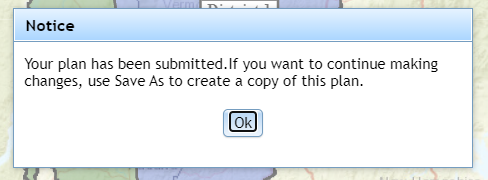 Notice
Your plan has been submitted.If you want to continue making
changes, use Save As to create a copy of this plan.
Ok